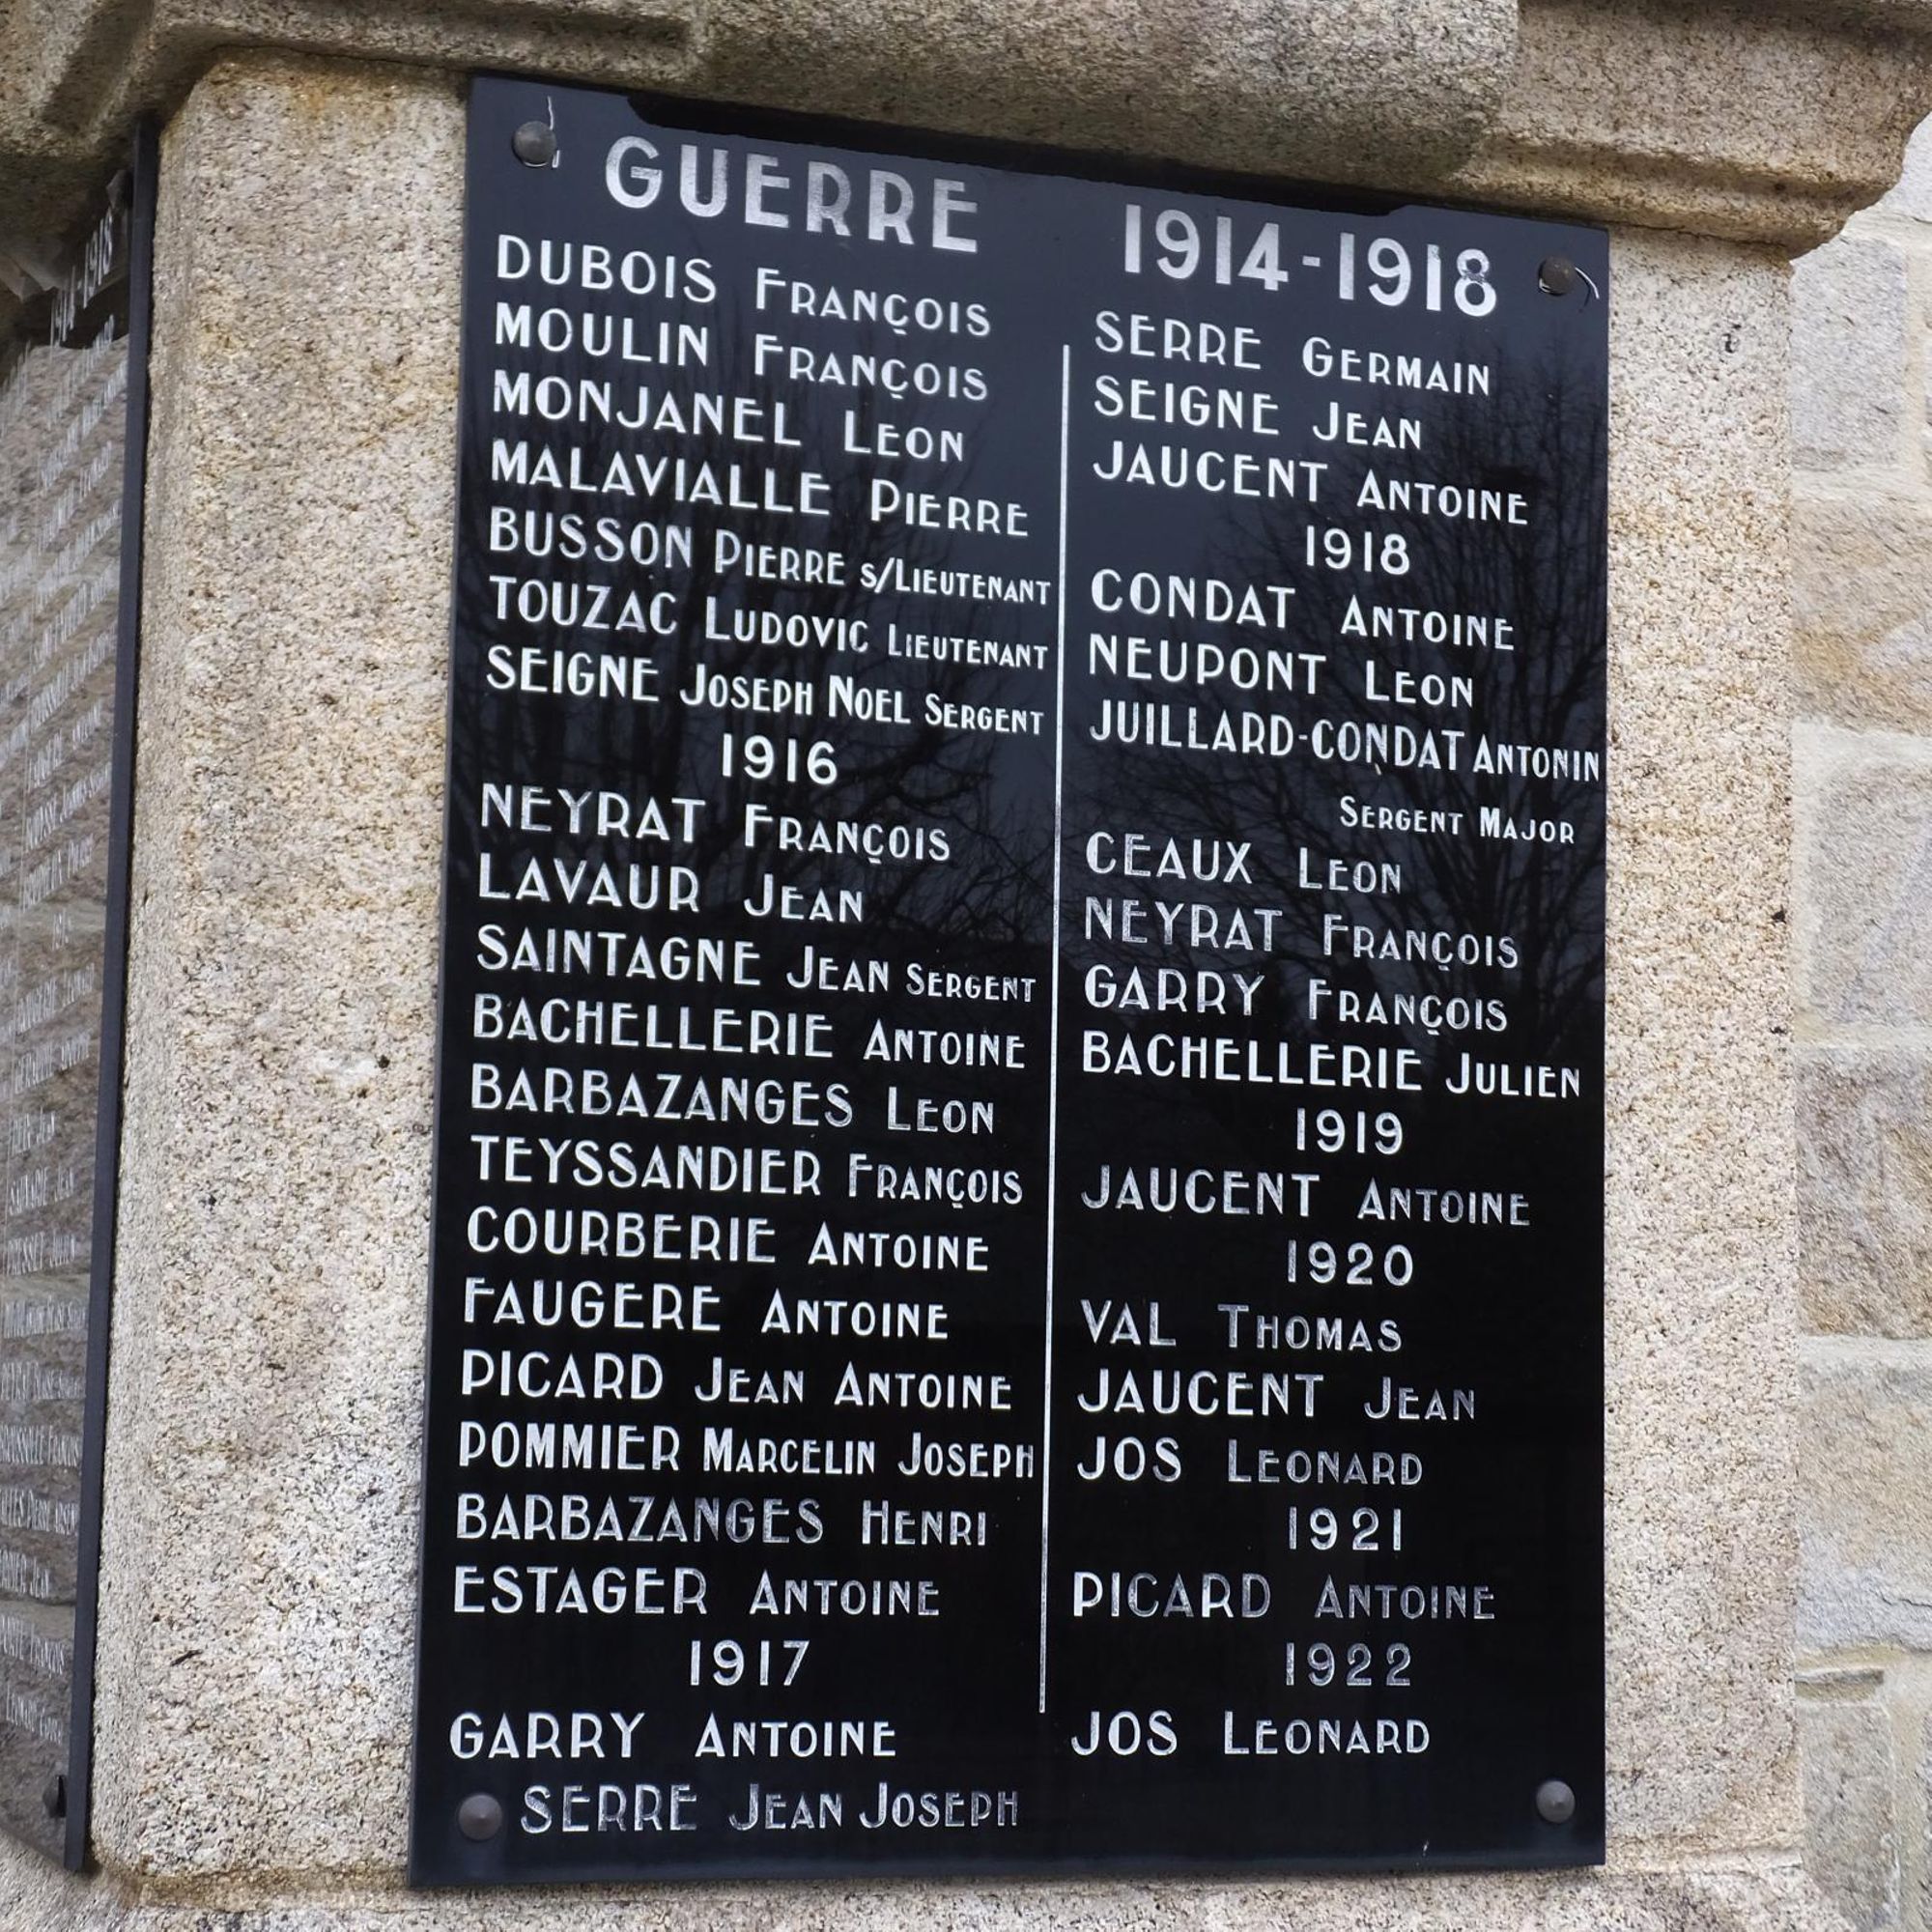 GUERRE 1914-1918
DUBOIS FRANÇOIS
MOULIN FRANÇOIS
MONJANEL LEON
MALAVIALLE PIERRE
BUSSON PIERRE S/LIEUTENANT
TOUZAC LUDOVIC LIEUTENANT
SEIGNE JOSEPH NOEL SERGENT
1916
NEYRAT FRANÇOIS
LAVAUR JEAN
SAINTAGNE JEAN SERGENT
BACHELLERIE ANTOINE
BARBAZANGES LEON
TEYSSANDIER FRANÇOIS
COURBERIE ANTOINE
FAUGERE ANTOINE
PICARD JEAN ANTOINE
POMMIER MARCELIN JOSEPH
BARBAZANGES HENRI
ESTAGER ANTOINE
1917
GARRY ANTOINE
SERRE JEAN JOSEPH
SERRE GERMAIN
SEIGNE JEAN
JAUCENT ANTOINE
1918
CONDAT ANTOINE
NEUPONT LEON
JUILLARD-CONDAT ANTONIN
SERGENT MAJOR
CEAUX LEON
NEYRAT FRANÇOIS
GARRY FRANÇOIS
BACHELLERIE JULIEN
1919
JAUCENT ANTOINE
1920
VAL THOMAS
JAUCENT JEAN
JOS LEONARD
1921
PICARD ANTOINE
1922
JOS LEONARD